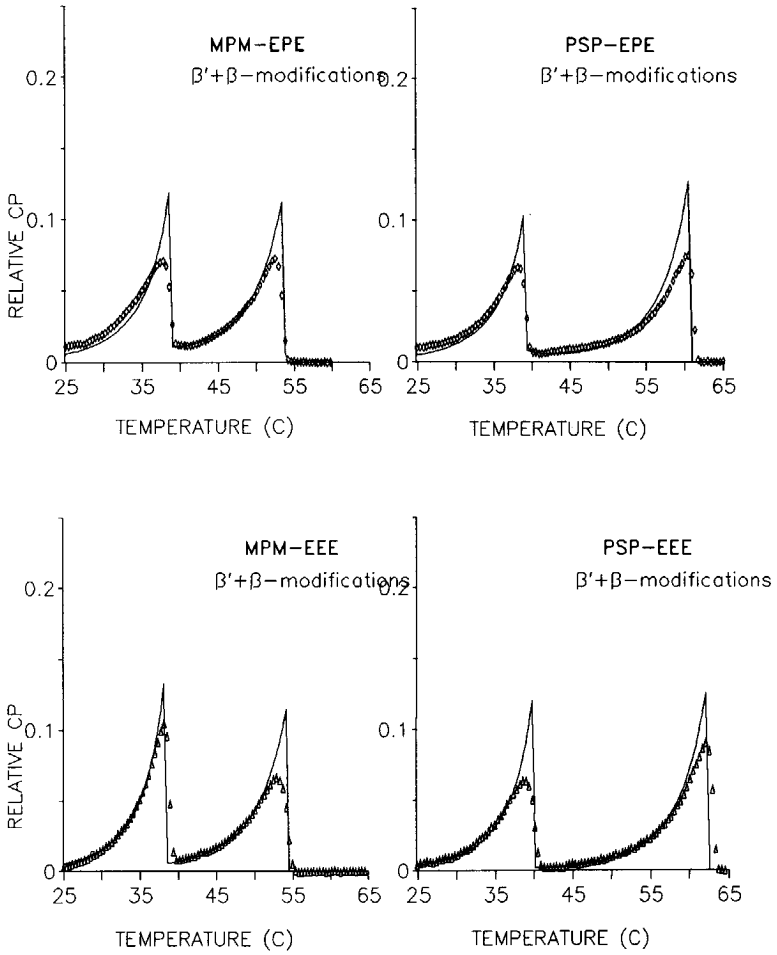 MPM-EPE
β'+β-modifications
0.2
0.1
0
RELATIVE CP
25 35 45 55 65
TEMPERATURE (C)
PSP-EPE
β'+β-modifications
0.2
0.1
0
25 45 55 65
TEMPERATURE (C)
MPM-EEE
β'+β-modifications
0.2
0.1
0
RELATIVE CP
25 35 45 55 65
TEMPERATURE (C)
PSP-EEE
β'+β-modifications
0.2
0.1
0
25 35 45 55 65
TEMPERATURE (C)